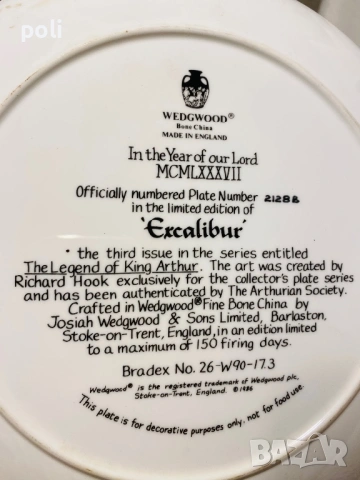 poli
WEDGWOOD®
Bone China
MADE IN ENGLAND
In the Year of our Lord
MCMLXXXVII
Officially numbered Plate Number 2128B
in the limited edition of
'Excalibur'
the third issue in the series entitled
The Legend of King Arthur. The art was created by
Richard Hook exclusively for the collector's plate series
and has been authenticated by The Arthurian Society.
Crafted in Wedgwood® Fine Bone China by
Josiah Wedgwood & Sons Limited, Barlaston,
Stoke-on-Trent, England, in an edition limited
to a maximum of 150 firing days.
Bradex No. 26-W90-17.3
Wedgwood® is the registered trademark of Wedgwood plc,
Stoke-on-Trent, England. © 1986
This plate is for decorative purposes only, not for food use.
BAZAR